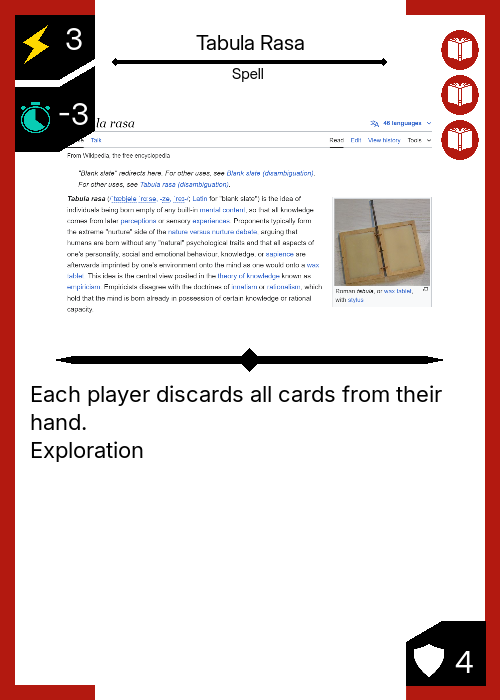 3
Tabula Rasa
Spell
-3
la rasa
46 languages
Talk
Read Edit View history Tools
From Wikipedia, the free encyclopedia
"Blank slate" redirects here. For other uses, see Blank slate (disambiguation).
For other uses, see Tabula rasa (disambiguation).
Tabula rasa Latin for "blank slate") is the idea of
individuals being born empty of any built-in mental content, so that all knowledge
comes from later perceptions or sensory experiences. Proponents typically form
the extreme "nurture" side of the nature versus nurture debate, arguing that
humans are born without any "natural" psychological traits and that all aspects of
one's personality, social and emotional behaviour, knowledge, or sapience are
afterwards imprinted by one's environment onto the mind as one would onto a wax
tablet. This idea is the central view posited in the theory of knowledge known as
empiricism. Empiricists disagree with the doctrines of innatism or rationalism, which
hold that the mind is born already in possession of certain knowledge or rational
capacity.
Roman tabula, or wax tablet,
with stylus
Each player discards all cards from their
hand.
Exploration
4